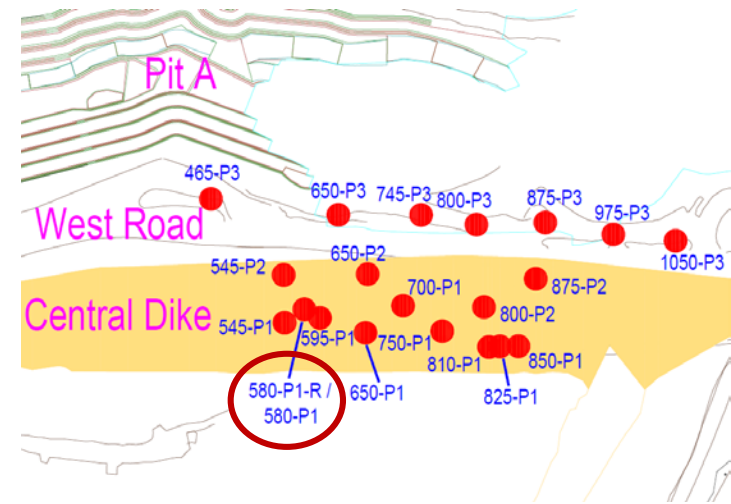 Pit A
465-P3
650-P3
745-P3
800-P3
875-P3
975-P3
1050-P3
West Road
545-P2
650-P2
700-P1
875-P2
800-P2
Central Dike
545-P1
595-P1
750-P1
810-P1
850-P1
580-P1-R /
580-P1
650-P1
825-P1